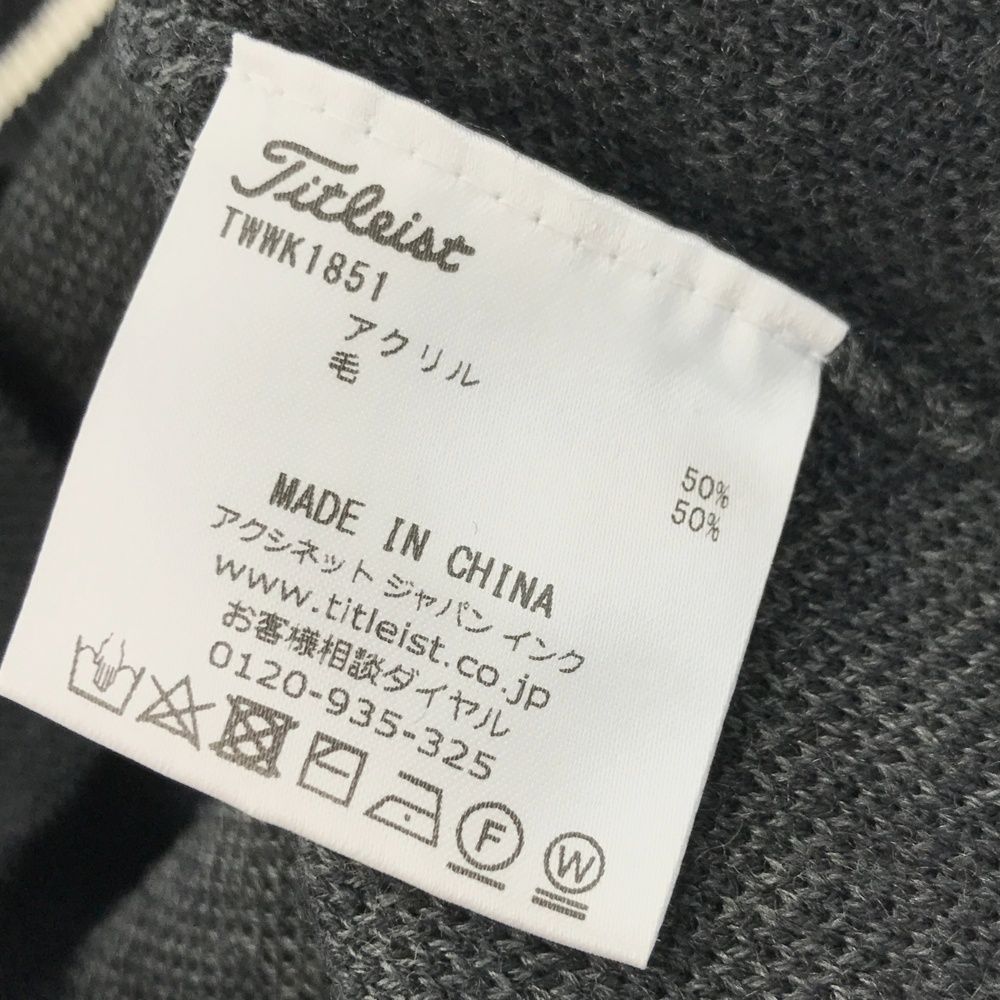 Titleist
TWWK1851
アクリル 50%
毛 50%
MADE IN CHINA
アクシネット ジャパン インク
www.titleist.co.jp
お客様相談ダイヤル
0120-935-325
F W